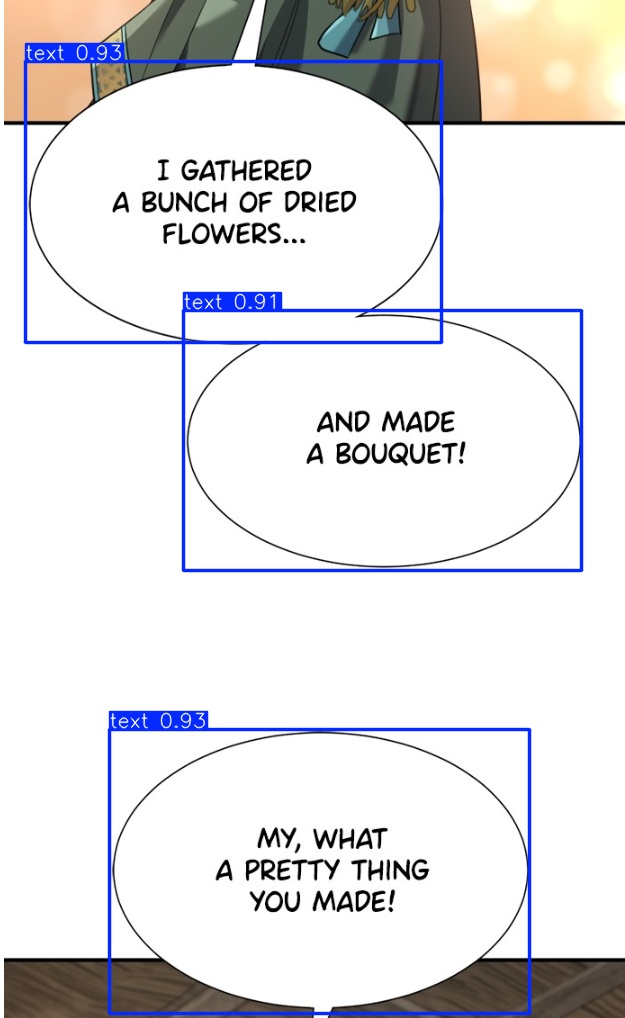 text 0.93
I GATHERED
A BUNCH OF DRIED
FLOWERS...
text 0.91
AND MADE
A BOUQUET!
text 0.93
MY, WHAT
A PRETTY THING
YOU MADE!